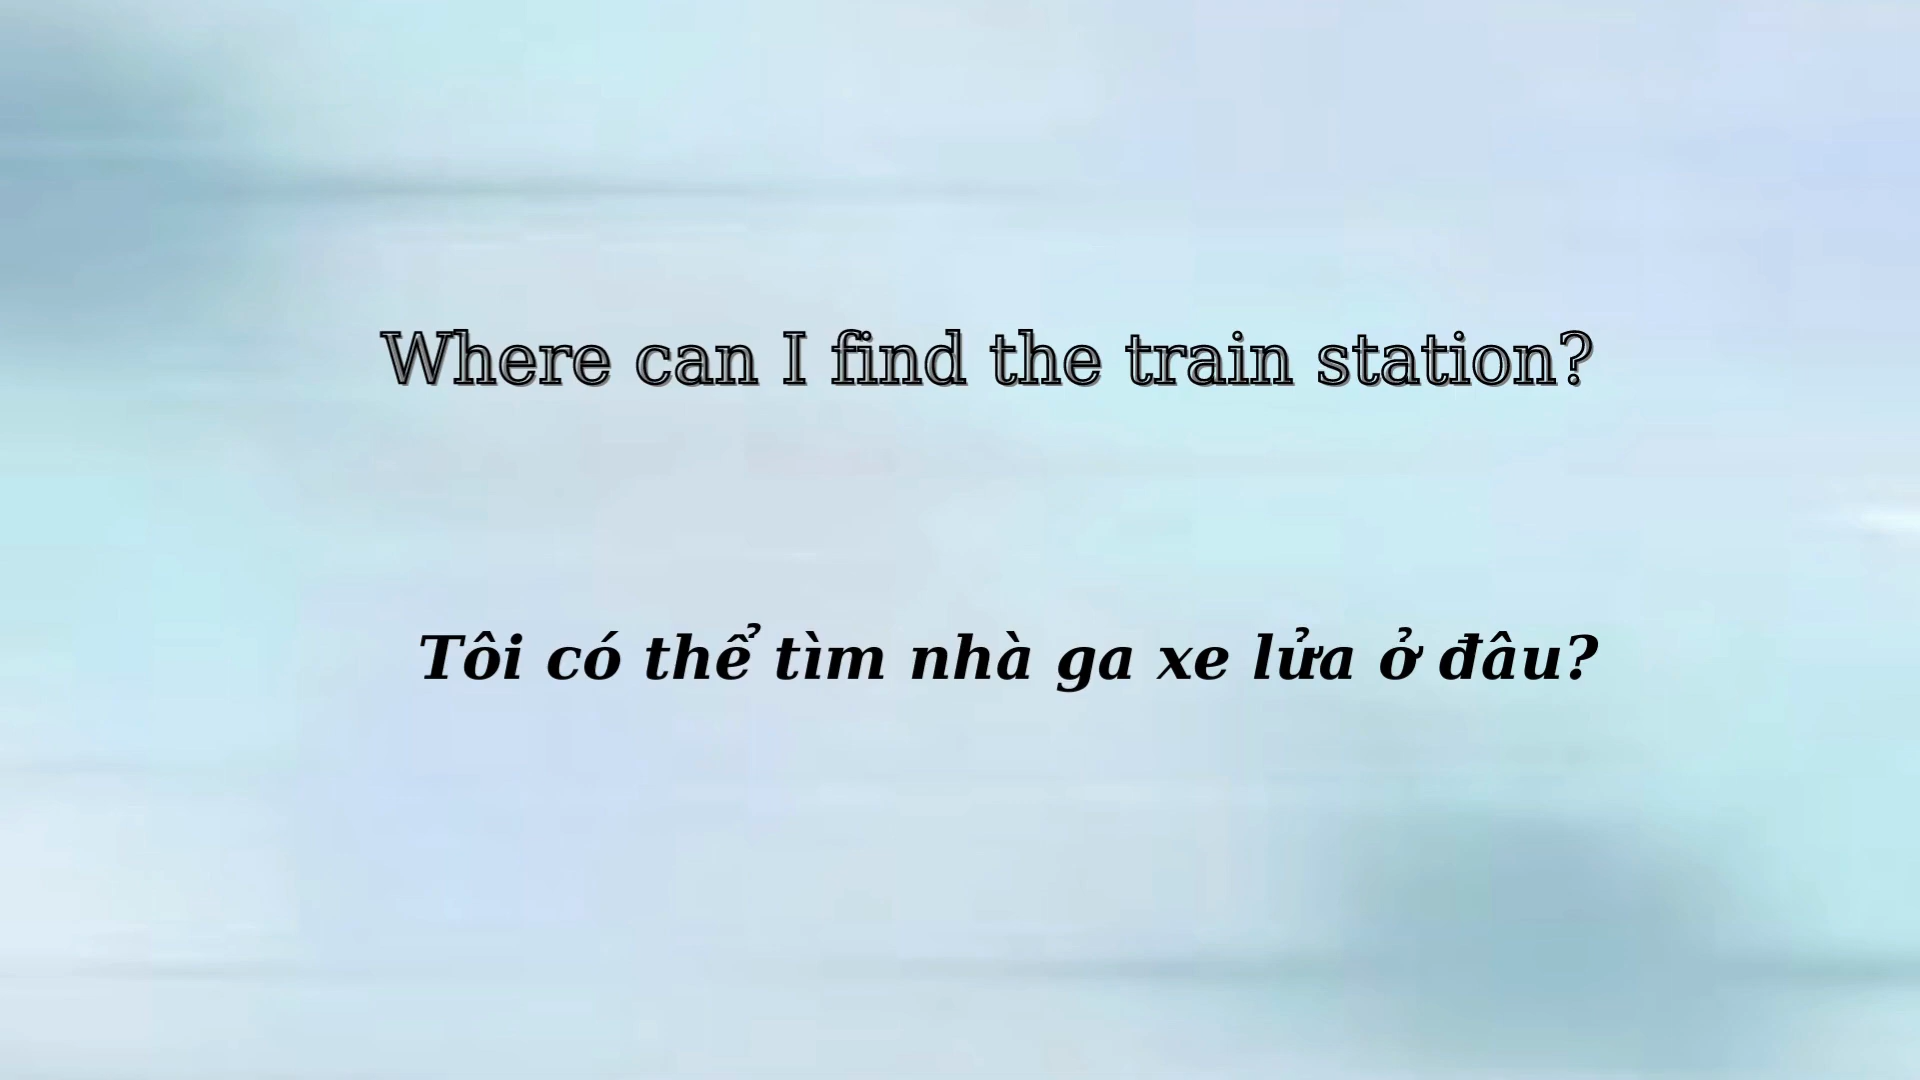 Where can I find the train station?
Tôi có thể tìm nhà ga xe lửa ở đâu?